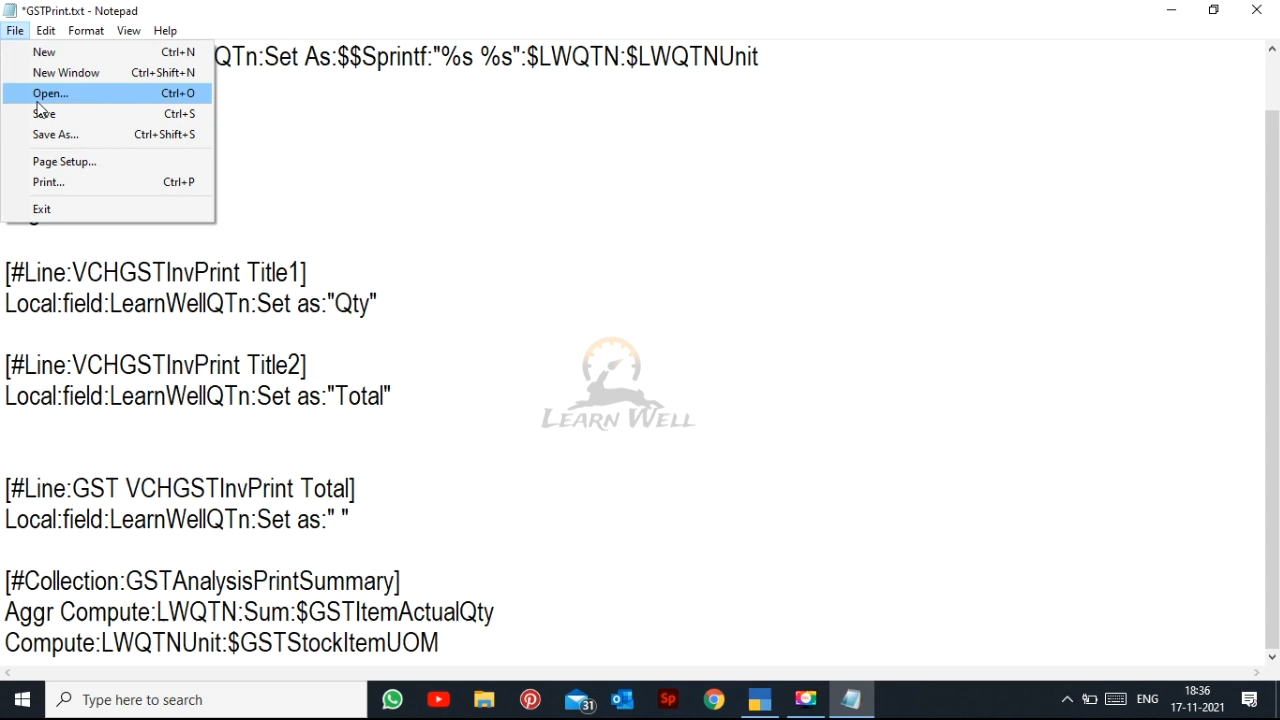 *GSTPrint.txt - Notepad
File Edit Format View Help
New Ctrl+N
New Window Ctrl+Shift+N
Open... Ctrl+O
Save Ctrl+S
Save As... Ctrl+Shift+S
Page Setup...
Print... Ctrl+P
Exit
QTn:Set As:$$Sprintf:"%s %s":$LWQTN:$LWQTNUnit
[#Line:VCHGSTInvPrint Title1]
Local:field:LearnWellQTn:Set as:"Qty"
[#Line:VCHGSTInvPrint Title2]
Local:field:LearnWellQTn:Set as:"Total"
LEARN WELL
[#Line:GST VCHGSTInvPrint Total]
Local:field:LearnWellQTn:Set as:" "
[#Collection:GSTAnalysisPrintSummary]
Aggr Compute:LWQTN:Sum:$GSTItemActualQty
Compute:LWQTNUnit:$GSTStockItemUOM
Type here to search
31
Sp
ENG
18:36
17-11-2021